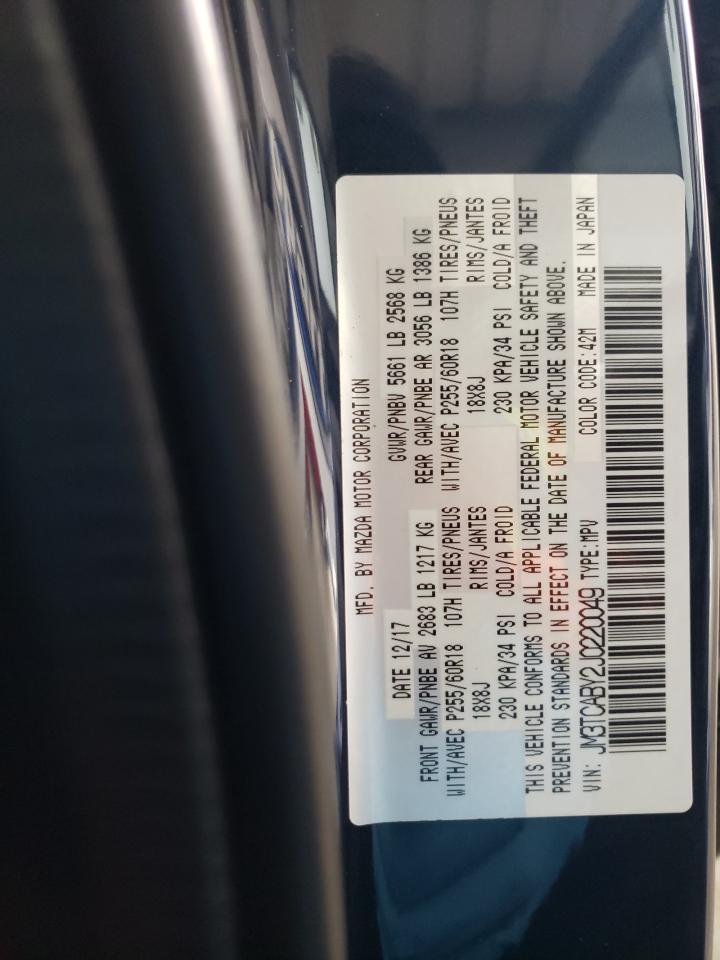 MFD. BY MAZDA MOTOR CORPORATION
DATE 12/17 GVWR/PNBV 5661 LB 2568 KG
FRONT GAWR/PNBE AV 2683 LB 1217 KG REAR GAWR/PNBE AR 3056 LB 1386 KG
WITH/AVEC P255/60R18 107H TIRES/PNEUS WITH/AVEC P255/60R18 107H TIRES/PNEUS
18X8J RIMS/JANTES 18X8J RIMS/JANTES
230 KPA/34 PSI COLD/A FROID 230 KPA/34 PSI COLD/A FROID
THIS VEHICLE CONFORMS TO ALL APPLICABLE FEDERAL MOTOR VEHICLE SAFETY AND THEFT
PREVENTION STANDARDS IN EFFECT ON THE DATE OF MANUFACTURE SHOWN ABOVE.
VIN: JM3TCABY2J0220049 TYPE:MPV COLOR CODE:42M MADE IN JAPAN